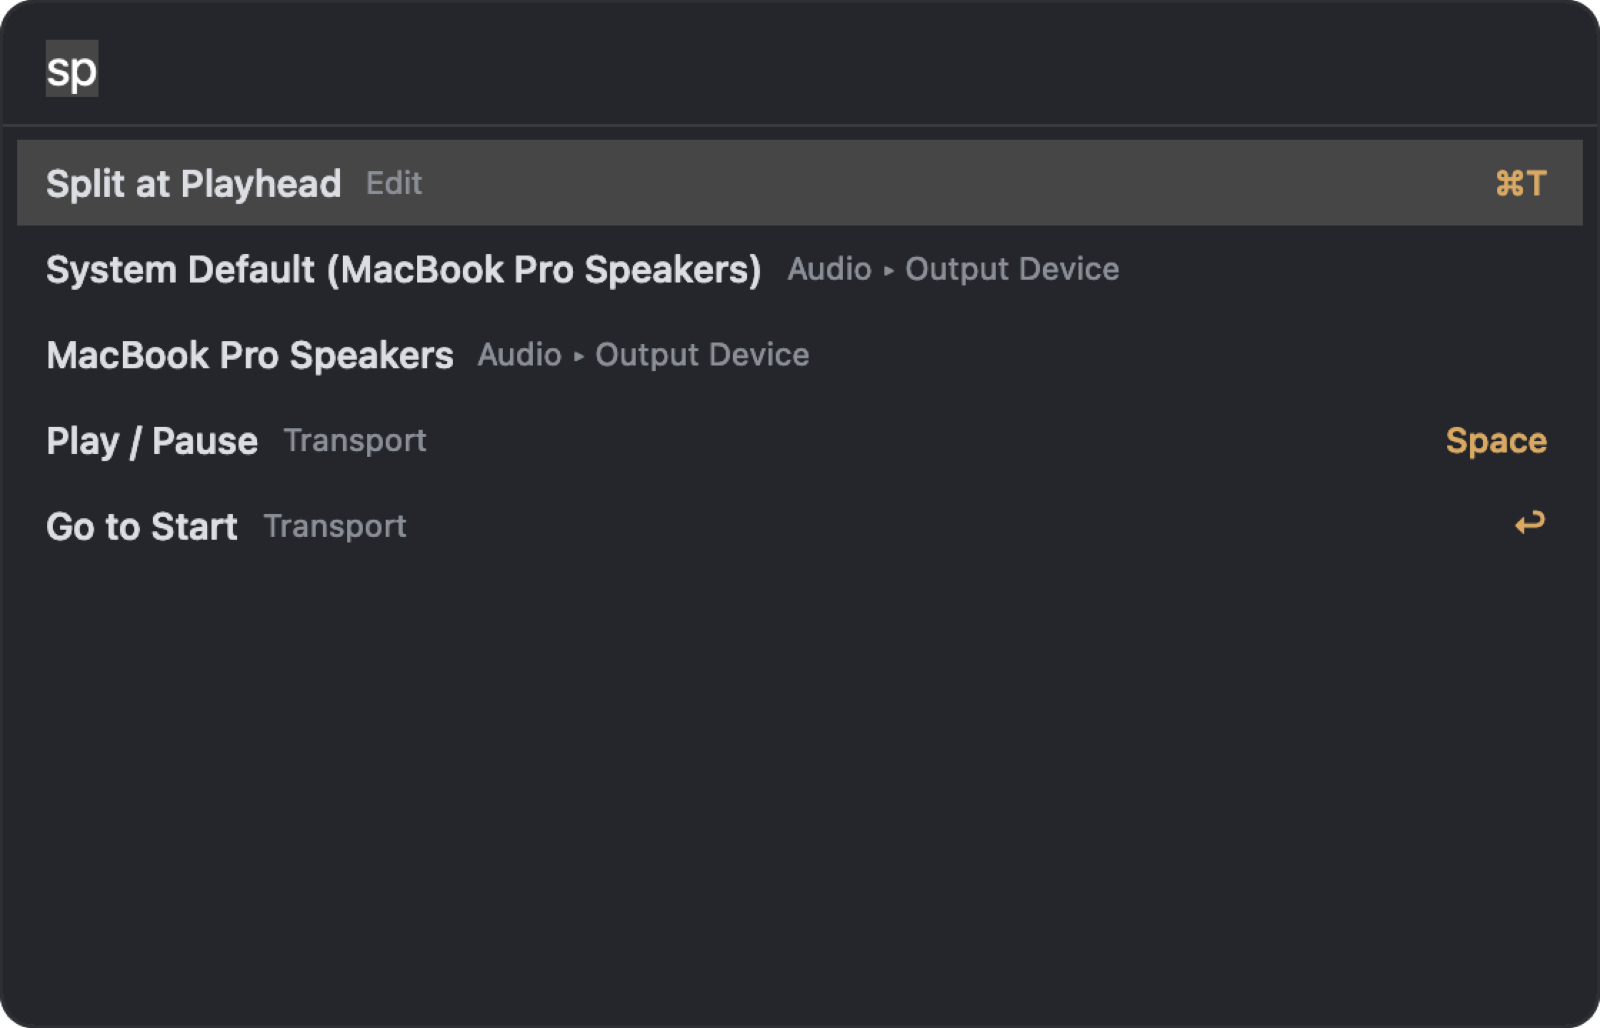 sp
Split at Playhead Edit ⌘T
System Default (MacBook Pro Speakers) Audio ▸ Output Device
MacBook Pro Speakers Audio ▸ Output Device
Play / Pause Transport Space
Go to Start Transport ↩